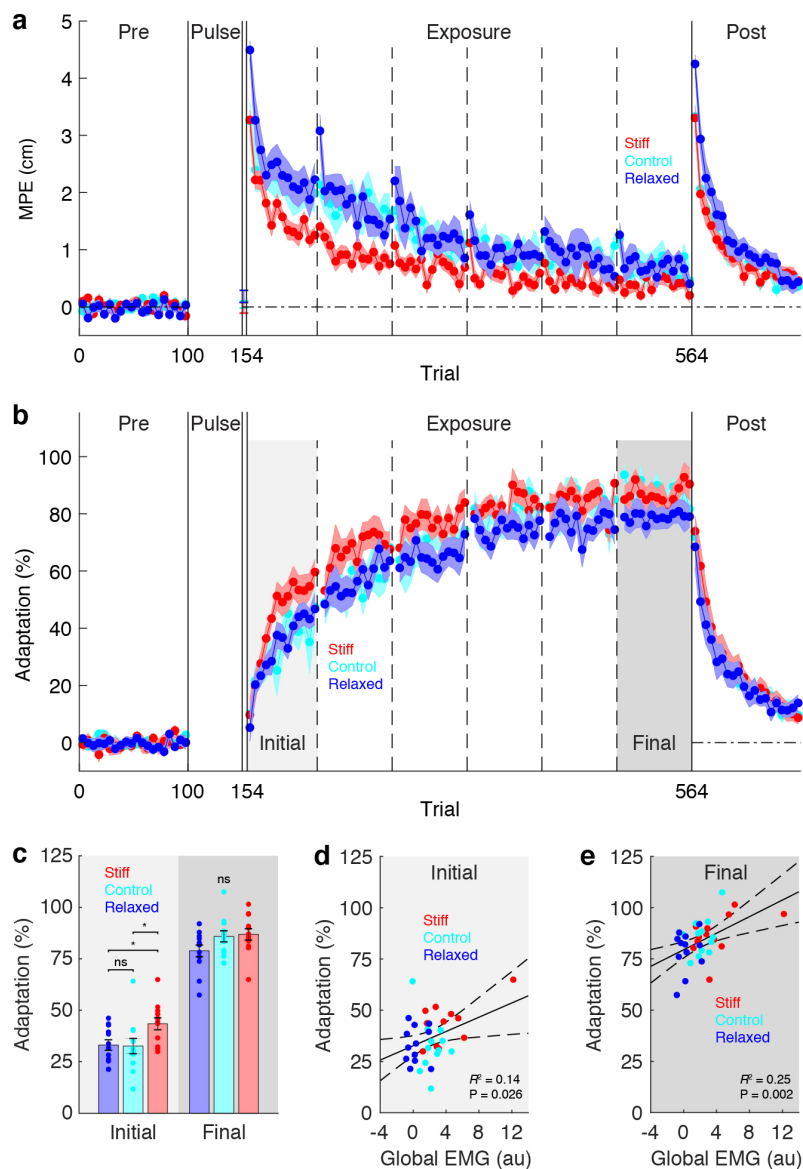 a
Pre
Pulse
Exposure
Post
5
4
3
2
1
0
MPE (cm)
Stiff
Control
Relaxed
0
100
154
564
Trial
b
Pre
Pulse
Exposure
Post
100
80
60
40
20
0
Adaptation (%)
Stiff
Control
Relaxed
Initial
Final
0
100
154
564
Trial
c
125
100
75
50
25
0
Adaptation (%)
Stiff
Control
Relaxed
ns
*
*
ns
Initial
Final
d
125
100
75
50
25
0
Adaptation (%)
Initial
Stiff
Control
Relaxed
R² = 0.14
P = 0.026
-4
0
4
8
12
Global EMG (au)
e
125
100
75
50
25
0
Adaptation (%)
Final
Stiff
Control
Relaxed
R² = 0.25
P = 0.002
-4
0
4
8
12
Global EMG (au)